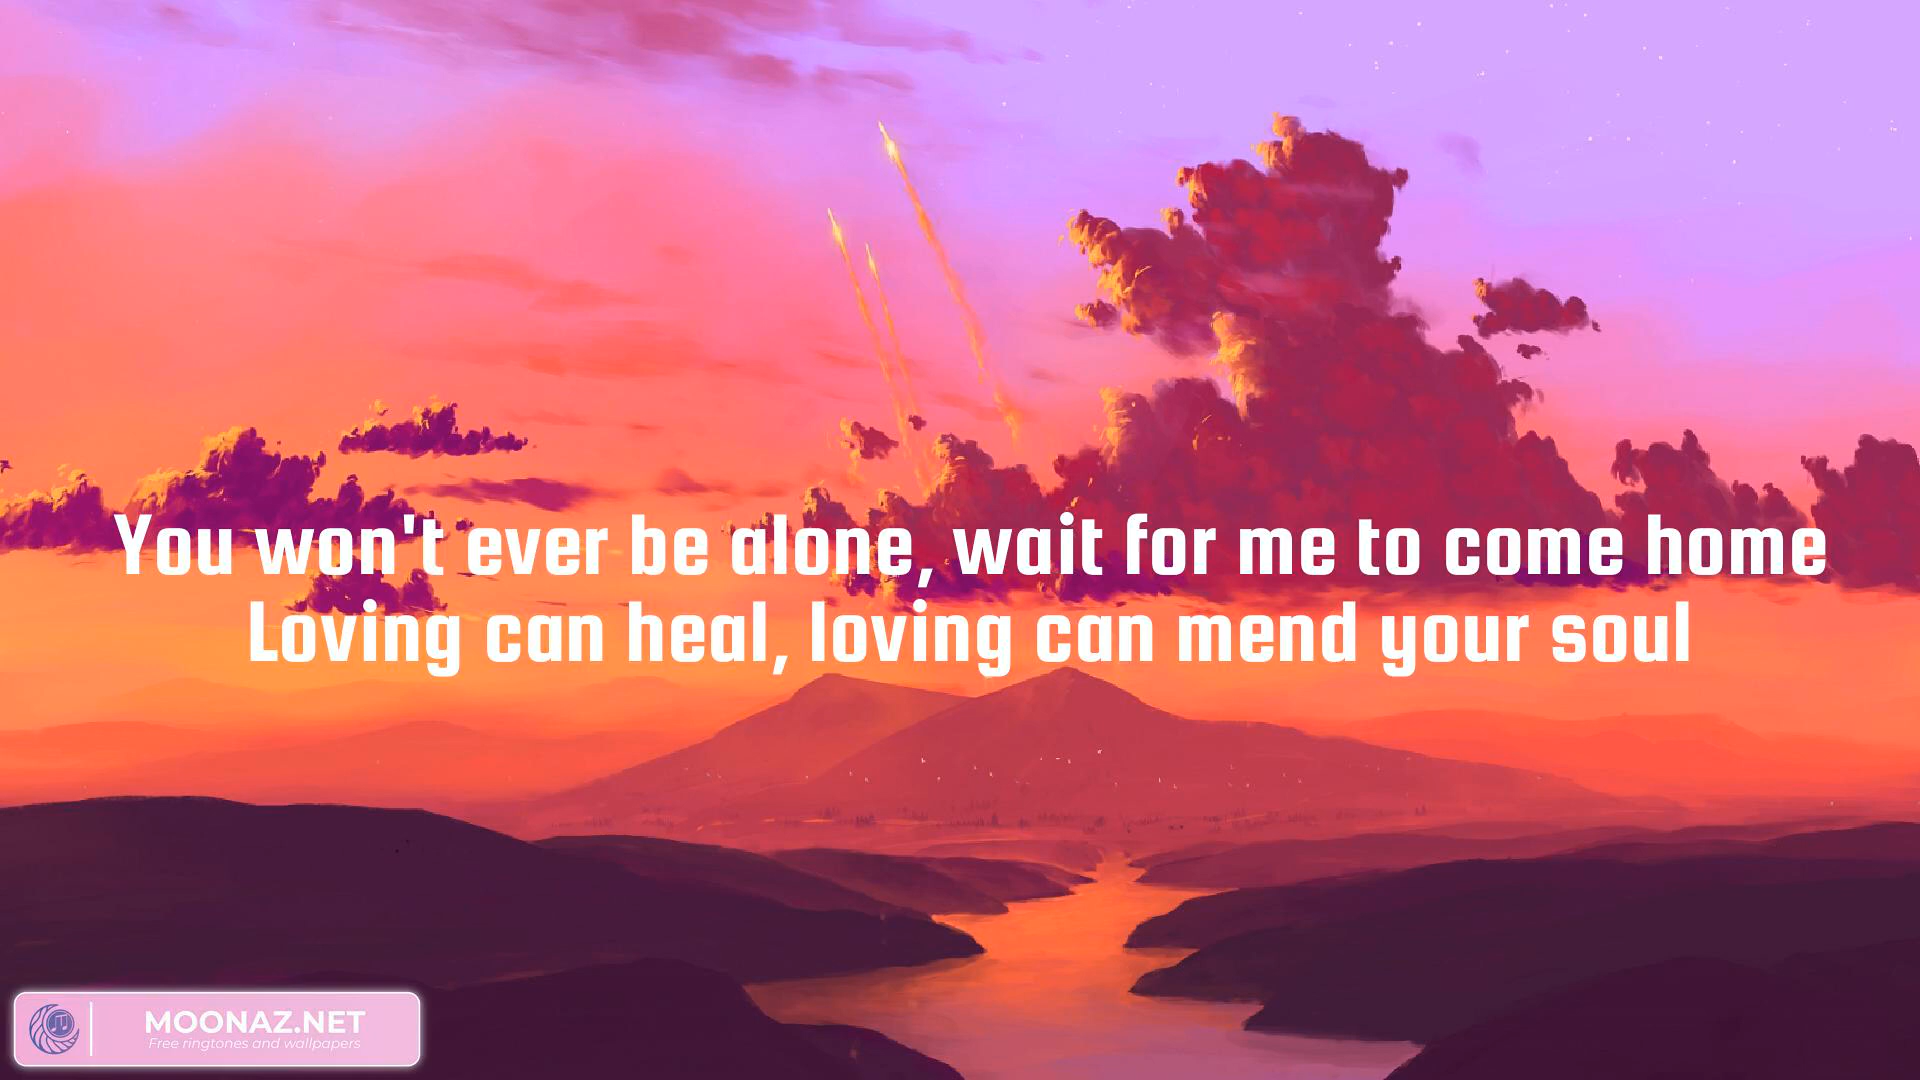 You won't ever be alone, wait for me to come home
Loving can heal, loving can mend your soul
MOONAZ.NET
Free ringtones and wallpapers